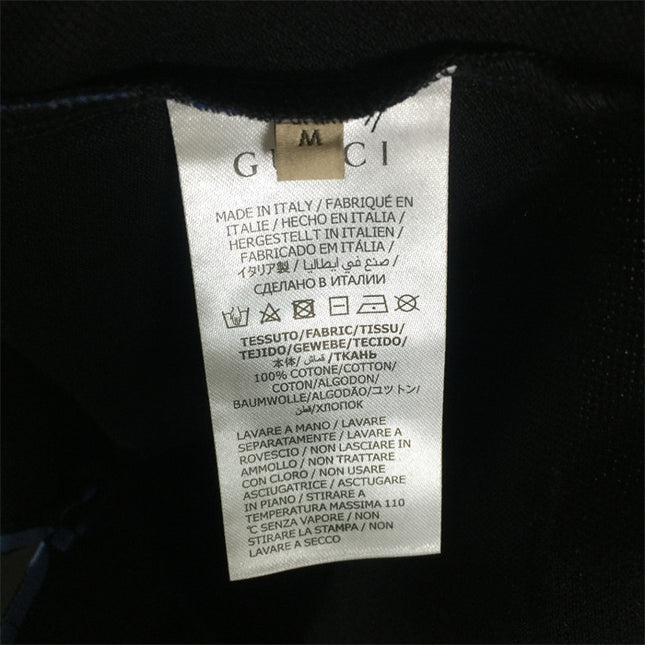 M
GUCCI
MADE IN ITALY / FABRIQUÉ EN
ITALIE / HECHO EN ITALIA /
HERGESTELLT IN ITALIEN /
FABRICADO EM ITÁLIA /
イタリア製 / صنع في ايطاليا /
СДЕЛАНО В ИТАЛИИ
TESSUTO/FABRIC/TISSU/
TEJIDO/GEWEBE/TECIDO/
本体/ قماش /ТКАНЬ
100% COTONE/COTTON/
COTON/ALGODON/
BAUMWOLLE/ALGODÃO/コットン/
قطن/ХЛОПОК
LAVARE A MANO / LAVARE
SEPARATAMENTE / LAVARE A
ROVESCIO / NON LASCIARE IN
AMMOLLO / NON TRATTARE
CON CLORO / NON USARE
ASCIUGATRICE / ASCTUGARE
IN PIANO / STIRARE A
TEMPERATURA MASSIMA 110
°C SENZA VAPORE / NON
STIRARE LA STAMPA / NON
LAVARE A SECCO